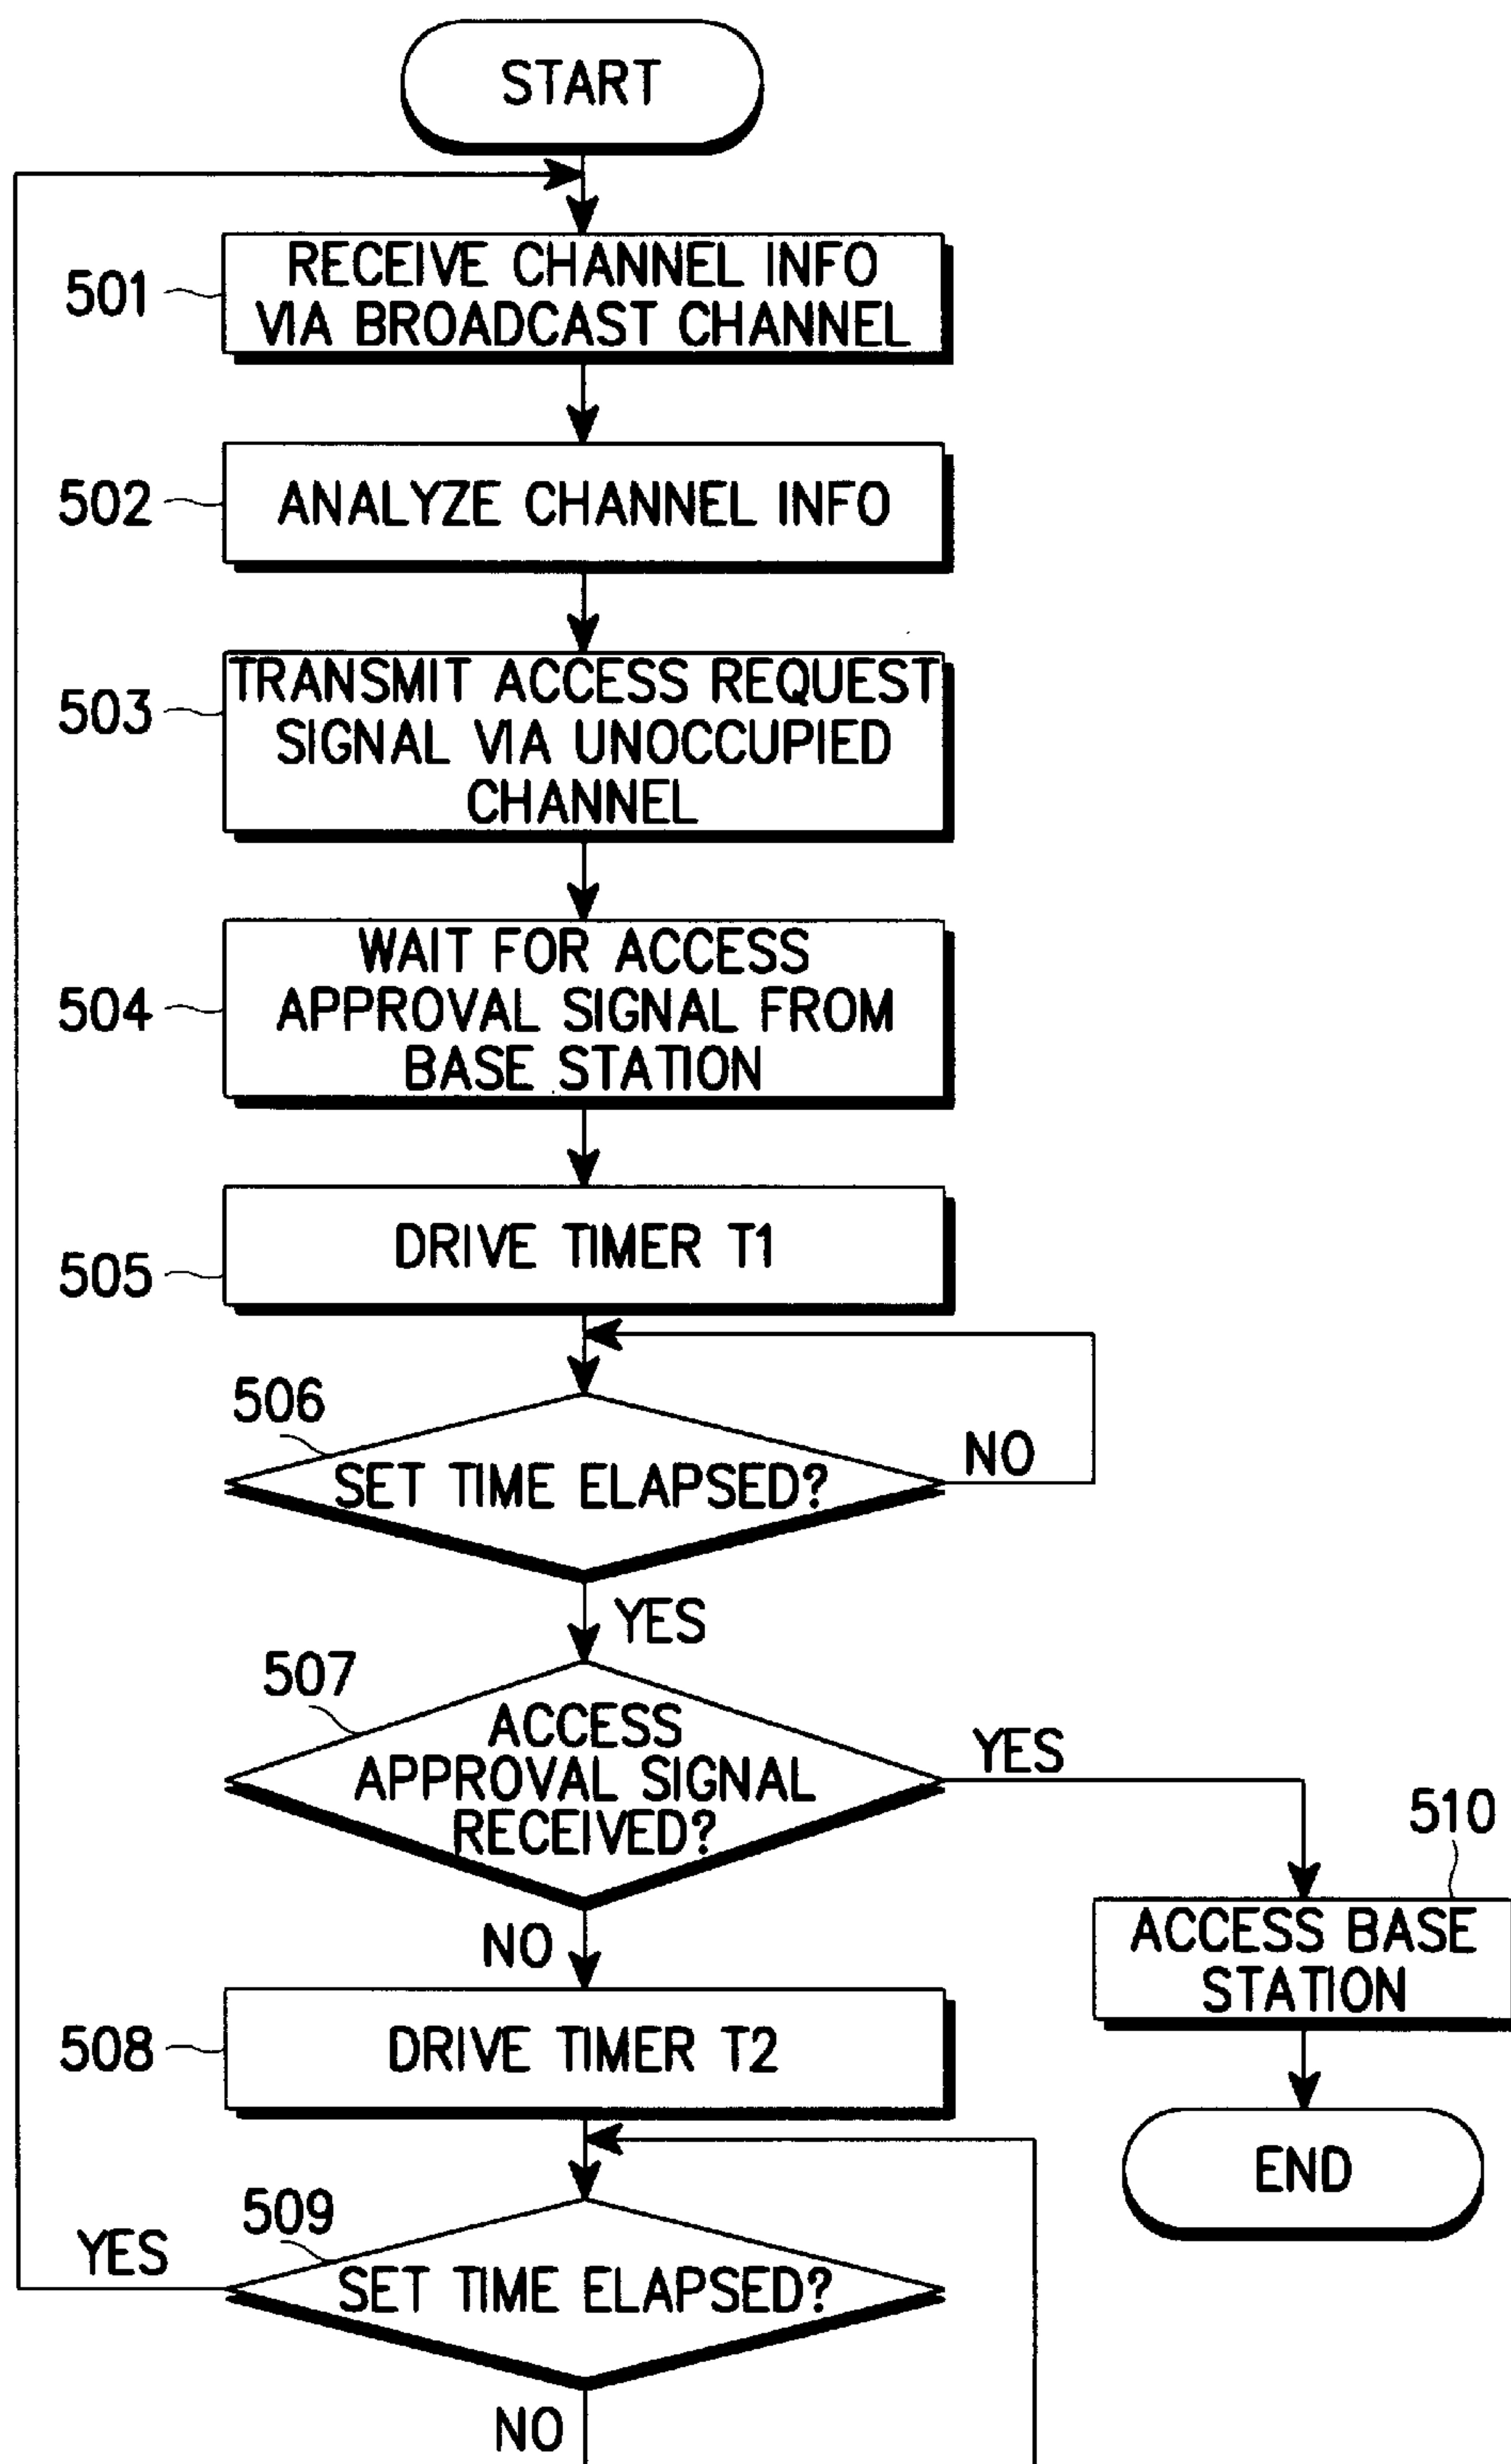 START
501
RECEIVE CHANNEL INFO
VIA BROADCAST CHANNEL
502
ANALYZE CHANNEL INFO
503
TRANSMIT ACCESS REQUEST
SIGNAL VIA UNOCCUPIED
CHANNEL
504
WAIT FOR ACCESS
APPROVAL SIGNAL FROM
BASE STATION
505
DRIVE TIMER T1
506
SET TIME ELAPSED?
NO
YES
507
ACCESS
APPROVAL SIGNAL
RECEIVED?
YES
510
ACCESS BASE
STATION
NO
508
DRIVE TIMER T2
END
509
YES
SET TIME ELAPSED?
NO